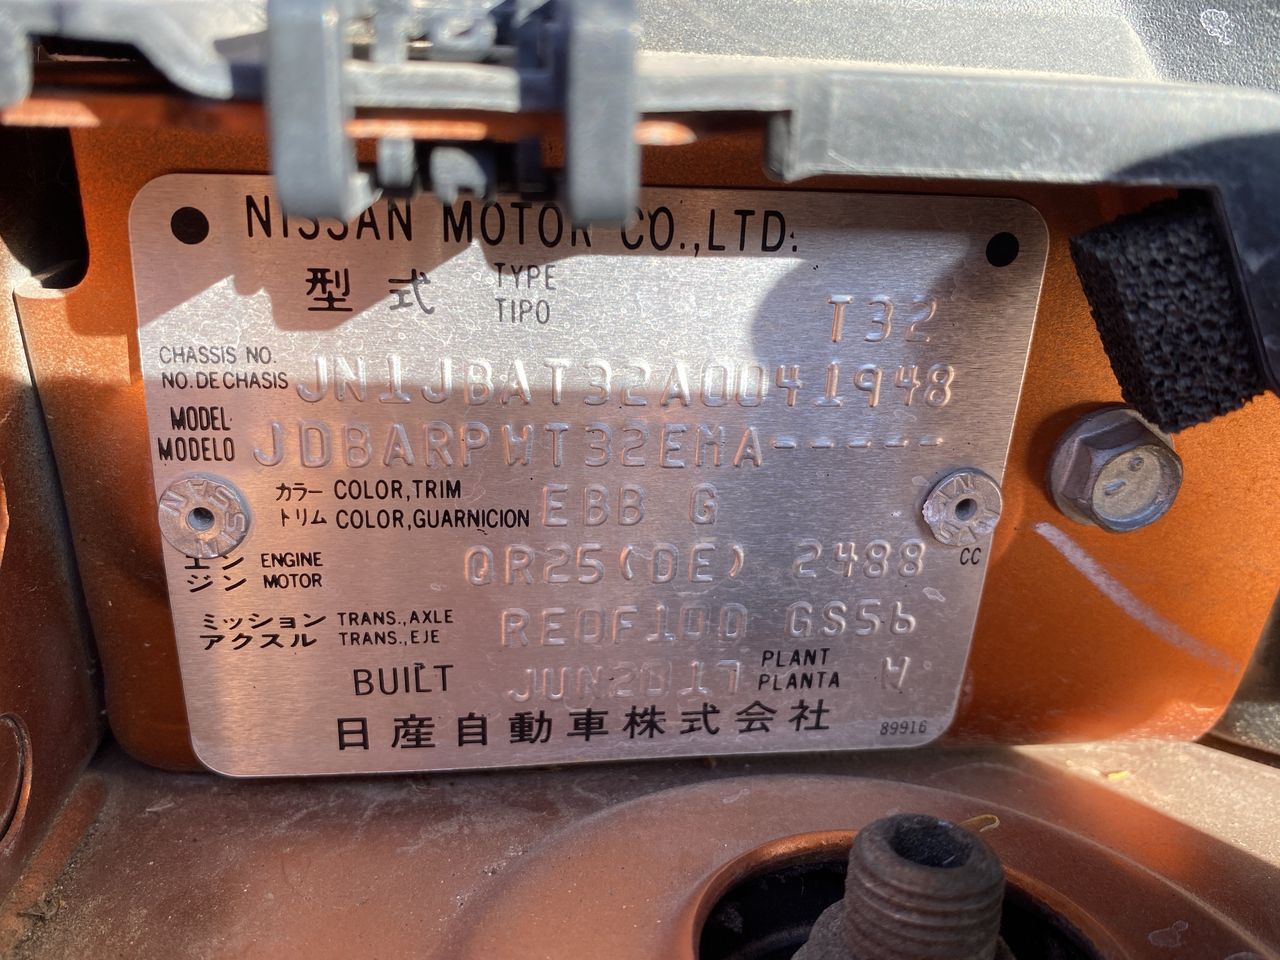 NISSAN MOTOR CO.,LTD.
型式 TYPE TIPO T32
CHASSIS NO. NO.DE CHASIS JN1JBAT32A0041948
MODEL MODELO JDBARPWT32EMA-----
カラー COLOR,TRIM
トリム COLOR,GUARNICION EBB G
エン ENGINE
ジン MOTOR QR25(DE) 2488 CC
ミッション TRANS.,AXLE
アクスル TRANS.,EJE RE0F10D GS56
BUILT JUN2017 PLANT PLANTA
日産自動車株式会社 89916